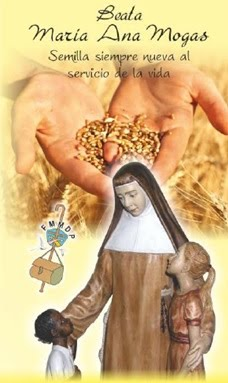 Beata
María Ana Mogas
Semilla siempre nueva al
servicio de la vida
FMMDP